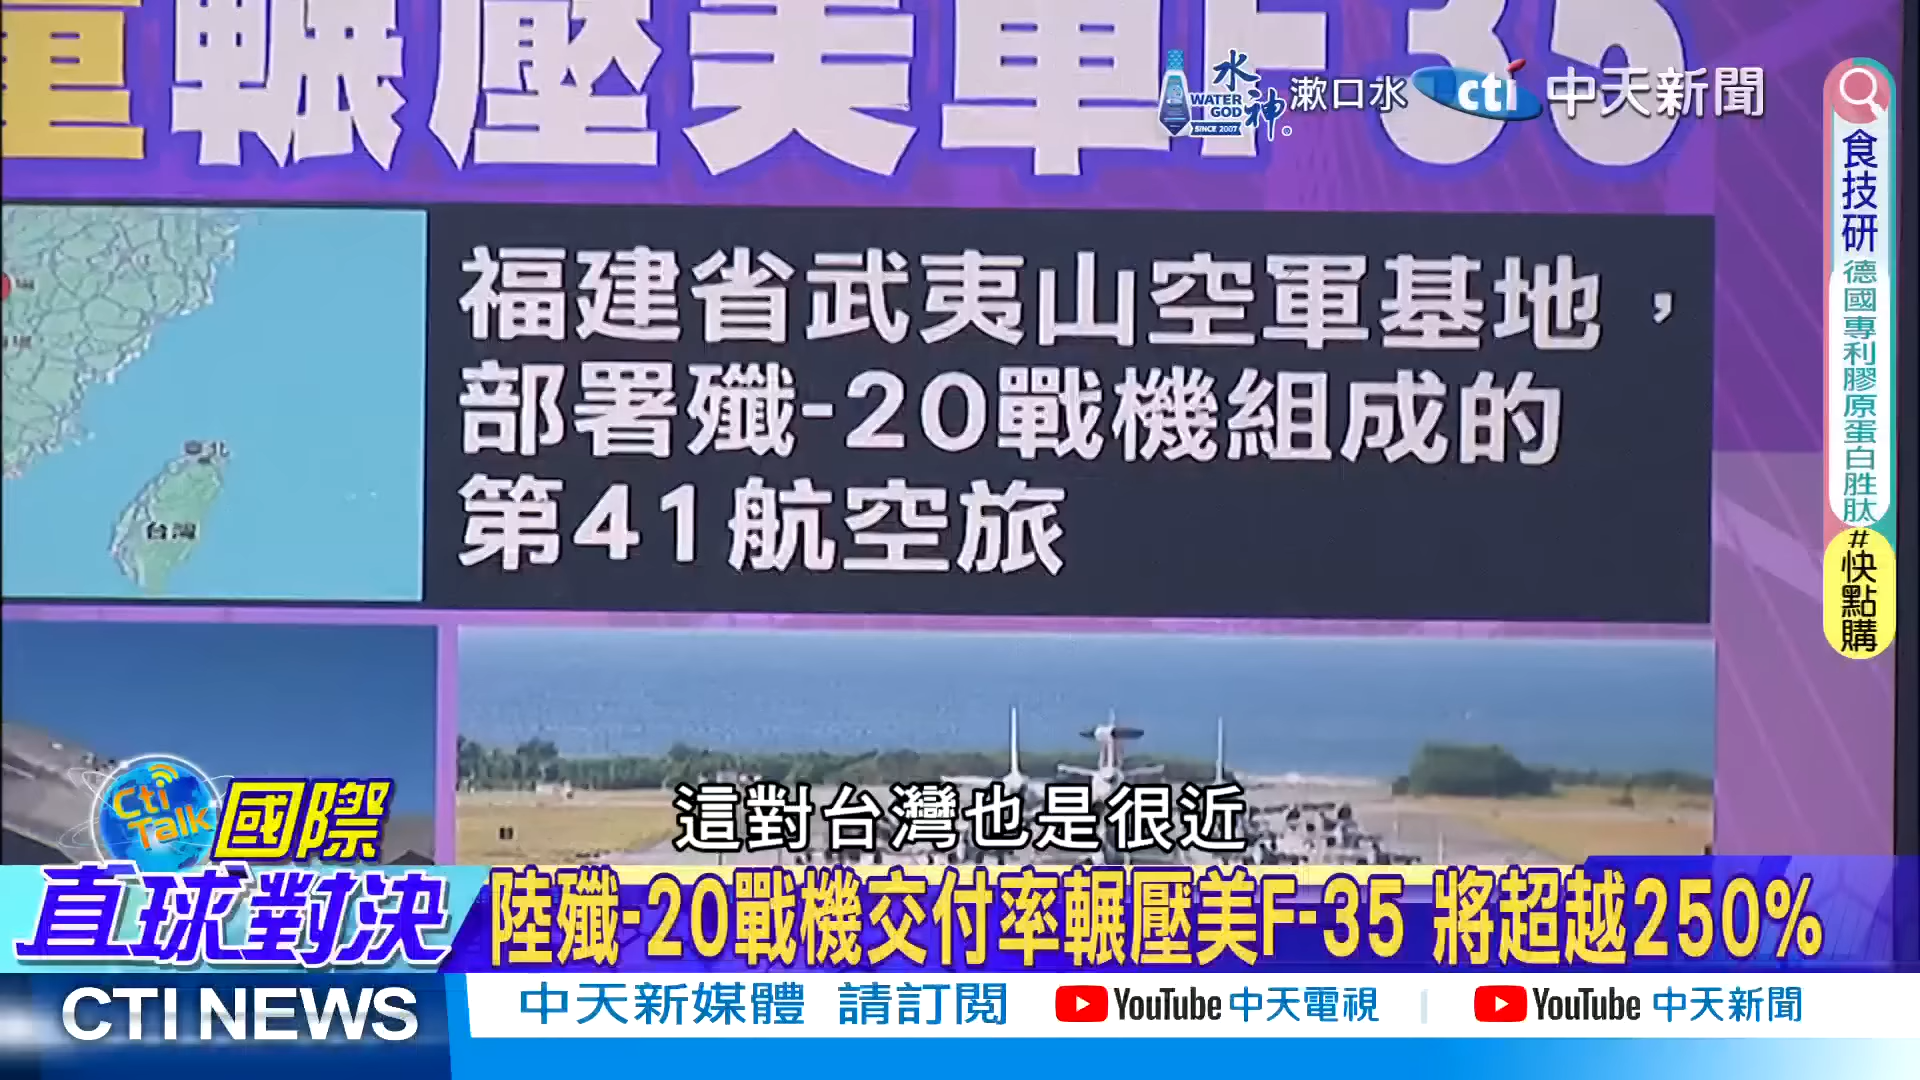 量輾壓美軍F-35
水神
WATER GOD
SINCE 2007
漱口水
cti 中天新聞
食技研
德國專利膠原蛋白胜肽
#快點購
福建省武夷山空軍基地，
部署殲-20戰機組成的
第41航空旅
臺北
台灣
這對台灣也是很近
Cti Talk
國際
直球對決
陸殲-20戰機交付率輾壓美F-35 將超越250%
CTI NEWS
中天新媒體 請訂閱
YouTube 中天電視 | YouTube 中天新聞